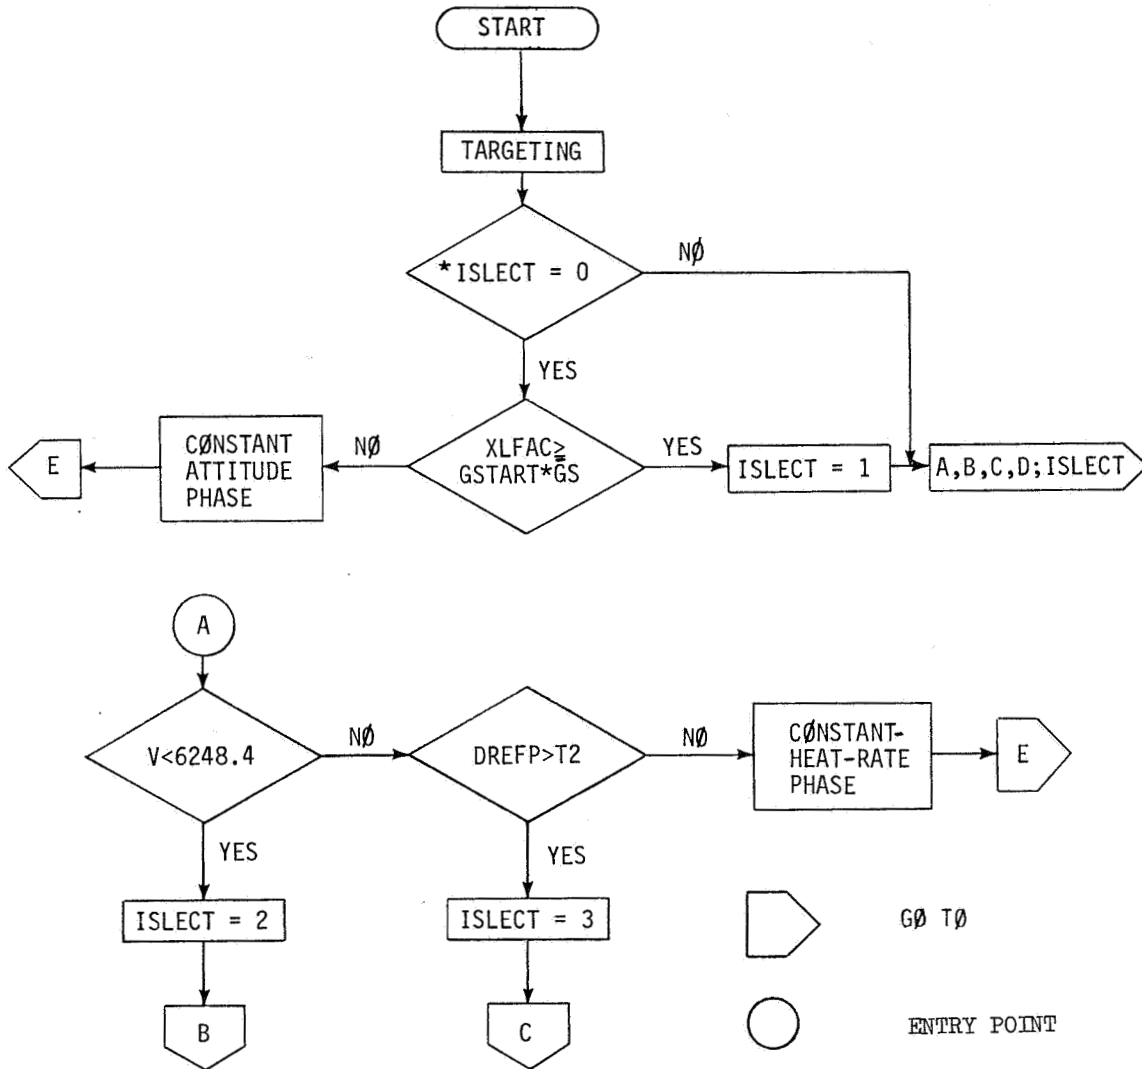 START
TARGETING
*ISLECT = 0
NØ
YES
E
CØNSTANT
ATTITUDE
PHASE
NØ
XLFAC≥
GSTART*GS
YES
ISLECT = 1
A,B,C,D;ISLECT
A
V<6248.4
NØ
DREFP>T2
NØ
CØNSTANT-
HEAT-RATE
PHASE
E
YES
YES
ISLECT = 2
ISLECT = 3
GØ TØ
B
C
ENTRY POINT